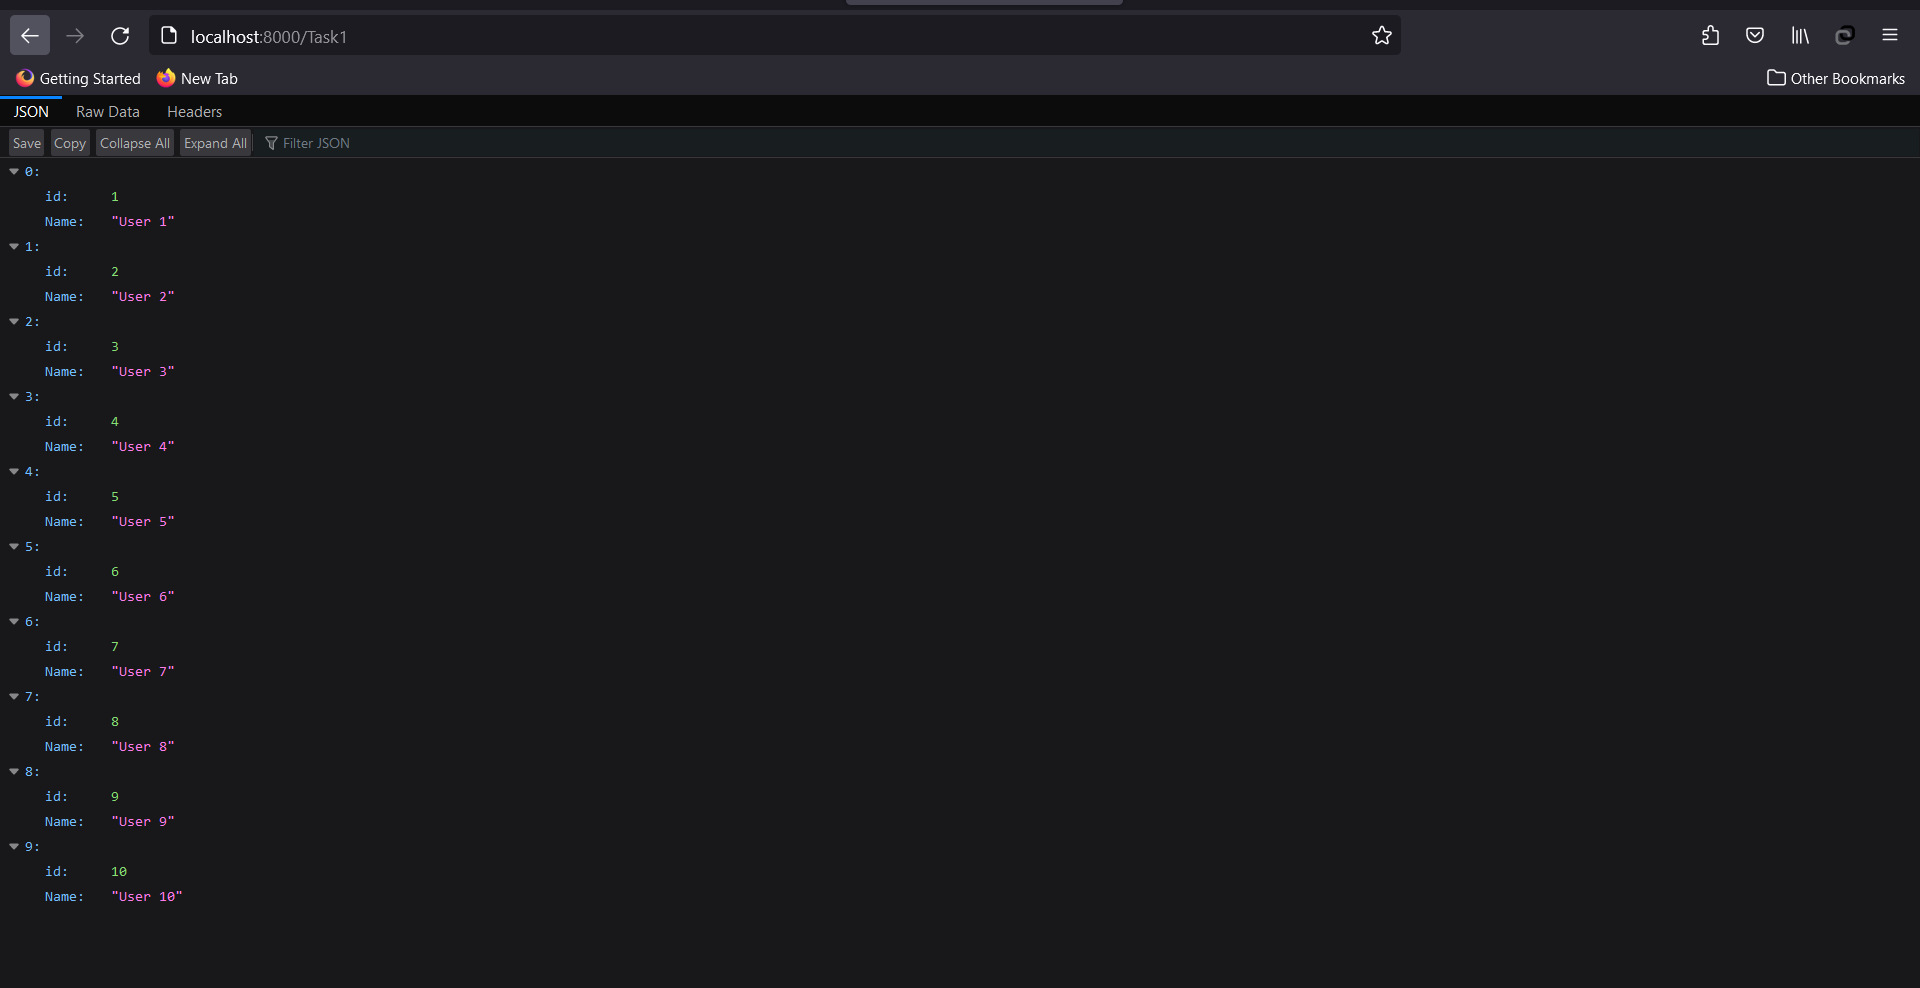 localhost:8000/Task1
Getting Started New Tab Other Bookmarks
JSON Raw Data Headers
Save Copy Collapse All Expand All Filter JSON
0:
id: 1
Name: "User 1"
1:
id: 2
Name: "User 2"
2:
id: 3
Name: "User 3"
3:
id: 4
Name: "User 4"
4:
id: 5
Name: "User 5"
5:
id: 6
Name: "User 6"
6:
id: 7
Name: "User 7"
7:
id: 8
Name: "User 8"
8:
id: 9
Name: "User 9"
9:
id: 10
Name: "User 10"